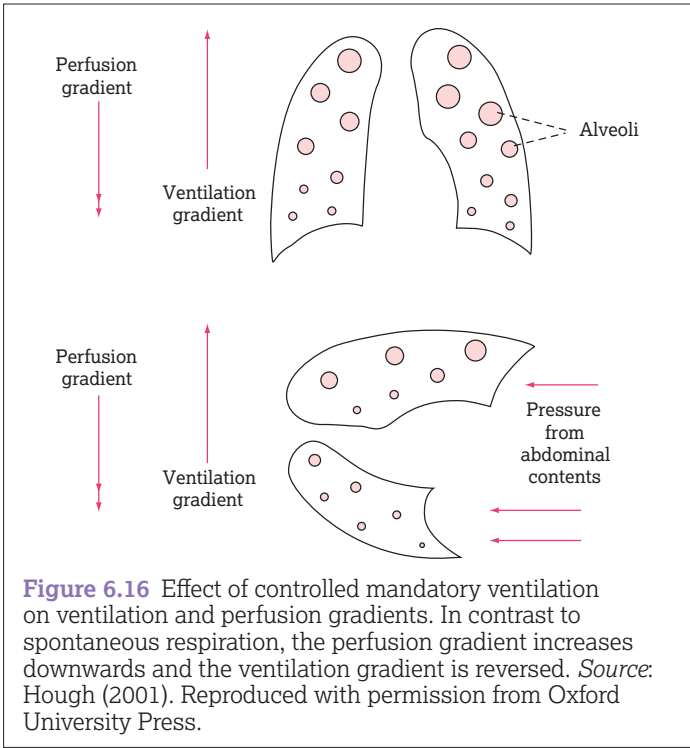 Perfusion
gradient
Ventilation
gradient
Alveoli
Perfusion
gradient
Ventilation
gradient
Pressure
from
abdominal
contents
Figure 6.16 Effect of controlled mandatory ventilation
on ventilation and perfusion gradients. In contrast to
spontaneous respiration, the perfusion gradient increases
downwards and the ventilation gradient is reversed. Source:
Hough (2001). Reproduced with permission from Oxford
University Press.